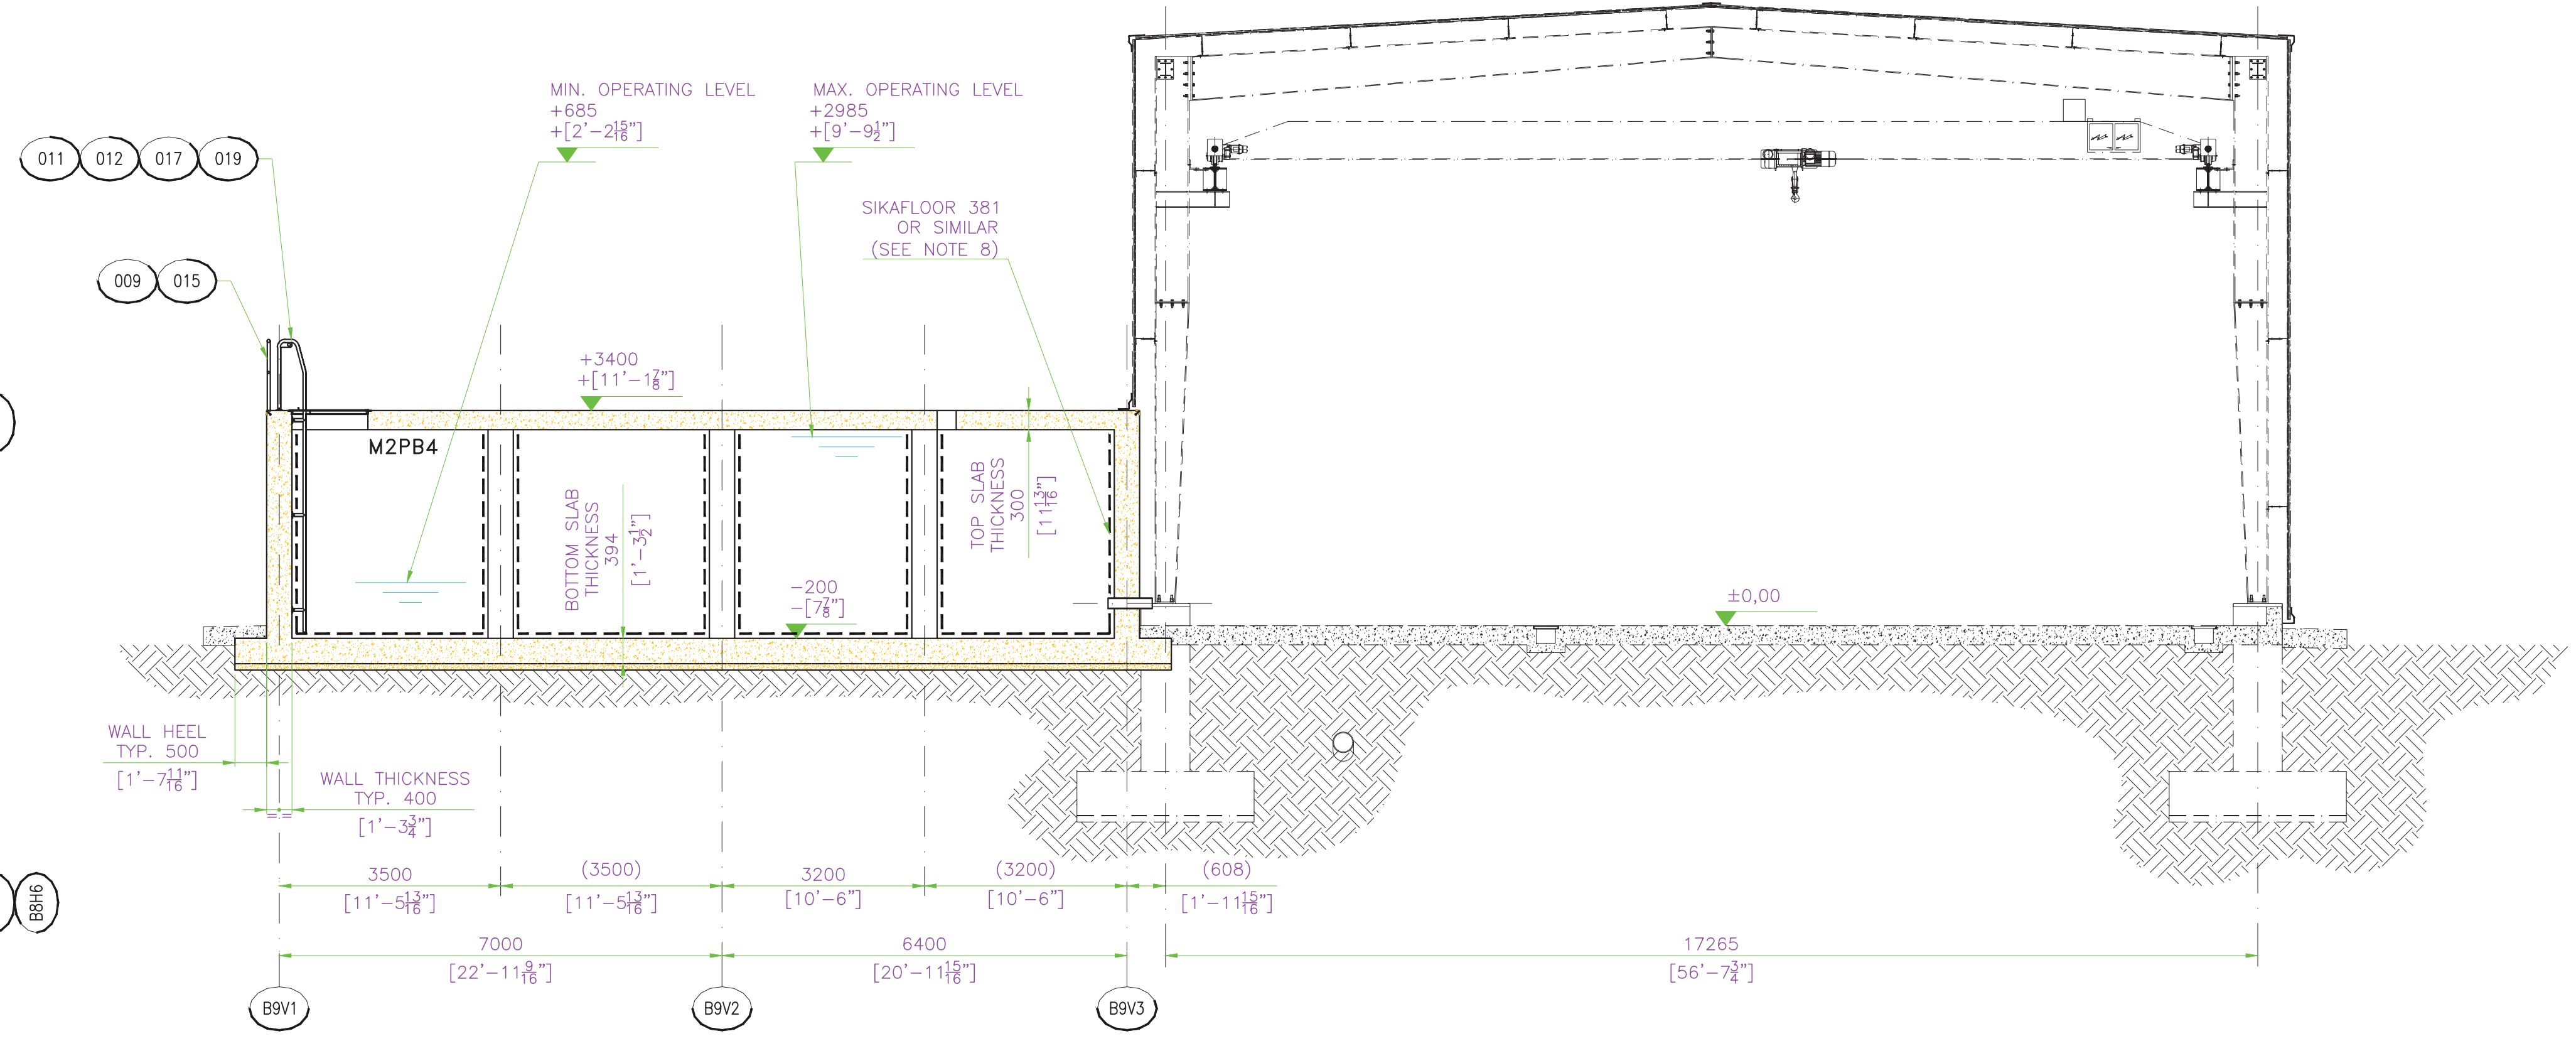 MIN. OPERATING LEVEL
+685
+[2'-2 15/16"]
MAX. OPERATING LEVEL
+2985
+[9'-9 1/2"]
011 012 017 019
SIKAFLOOR 381
OR SIMILAR
(SEE NOTE 8)
009 015
+3400
+[11'-1 7/8"]
M2PB4
BOTTOM SLAB
THICKNESS
394
[1'-3 1/2"]
TOP SLAB
THICKNESS
300
[11 13/16"]
-200
-[7 7/8"]
±0,00
WALL HEEL
TYP. 500
[1'-7 11/16"]
WALL THICKNESS
TYP. 400
[1'-3 3/4"]
3500 (3500) 3200 (3200) (608)
[11'-5 13/16"] [11'-5 13/16"] [10'-6"] [10'-6"] [1'-11 15/16"]
B8H6
7000 6400 17265
[22'-11 9/16"] [20'-11 15/16"] [56'-7 3/4"]
B9V1 B9V2 B9V3